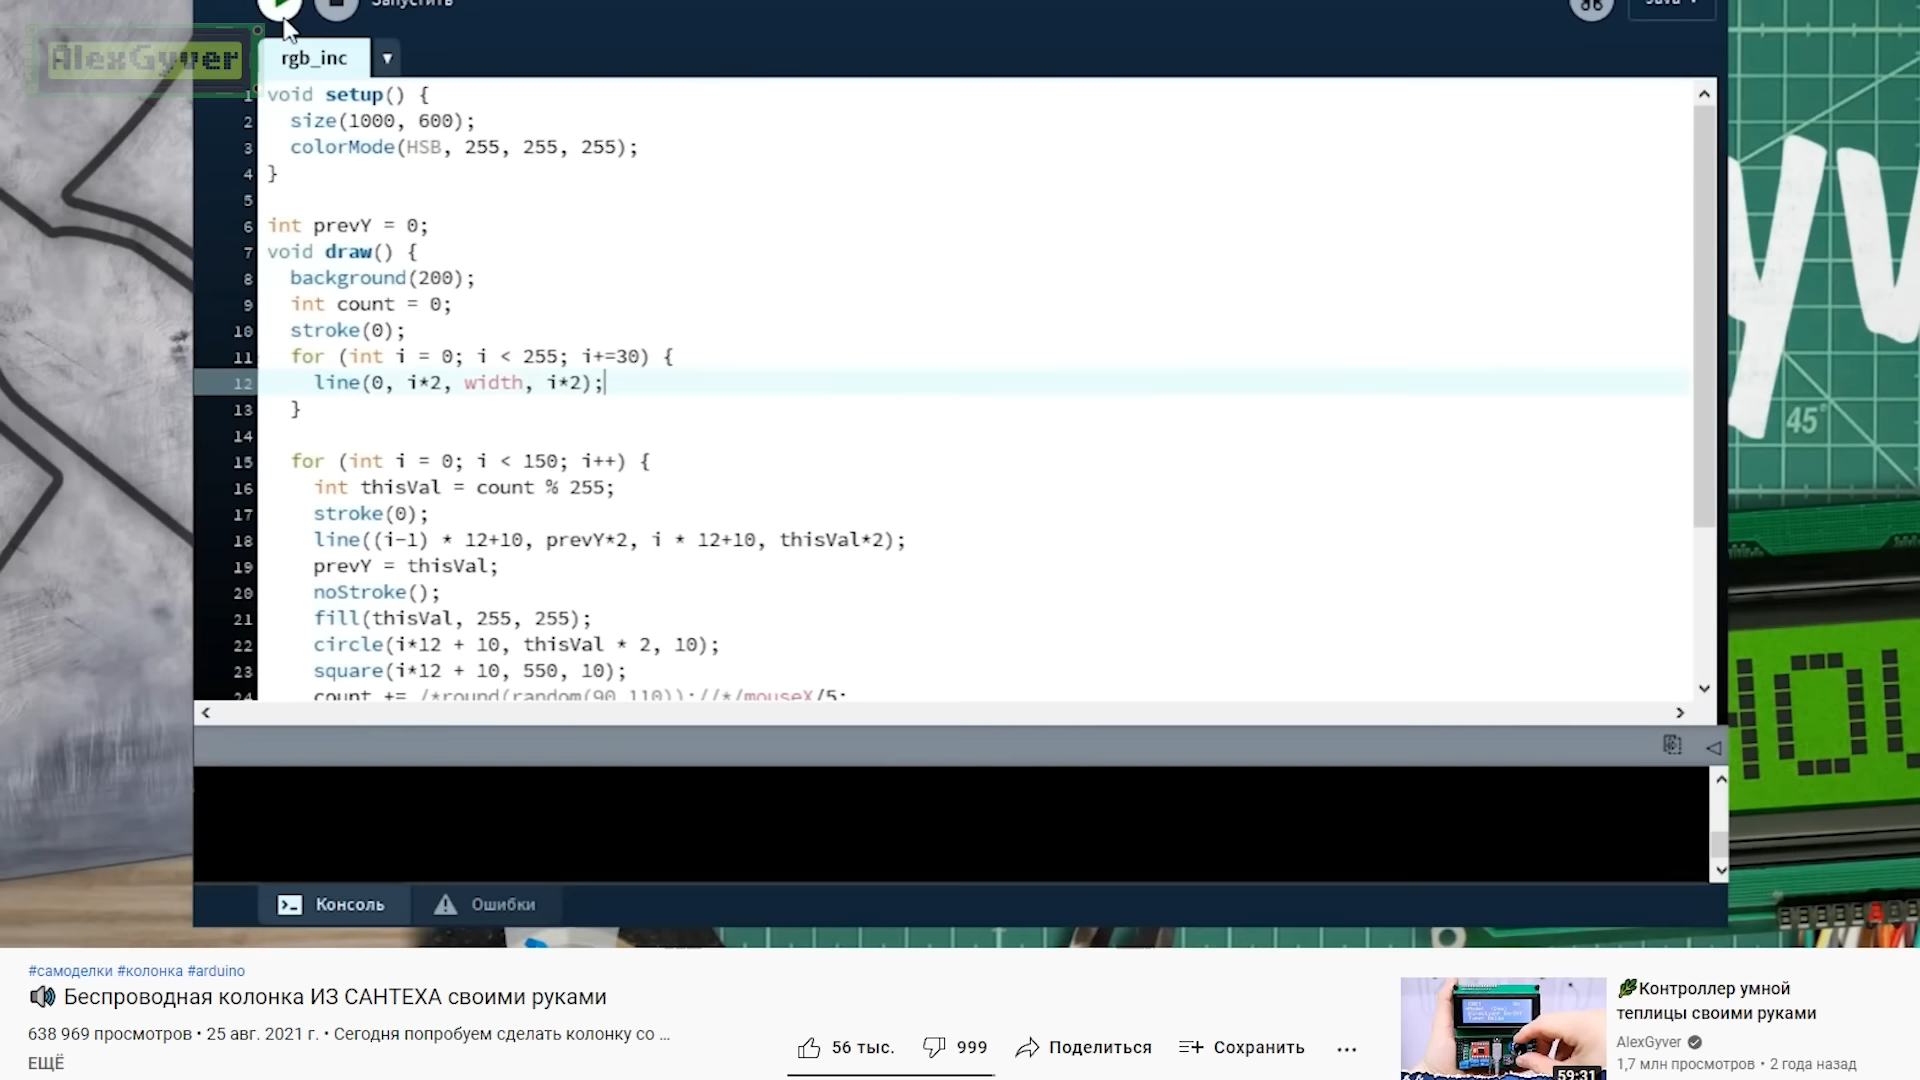 Запустить
Java
AlexGyver
rgb_inc
1 void setup() {
2 size(1000, 600);
3 colorMode(HSB, 255, 255, 255);
4 }
5
6 int prevY = 0;
7 void draw() {
8 background(200);
9 int count = 0;
10 stroke(0);
11 for (int i = 0; i < 255; i+=30) {
12 line(0, i*2, width, i*2);
13 }
14
15 for (int i = 0; i < 150; i++) {
16 int thisVal = count % 255;
17 stroke(0);
18 line((i-1) * 12+10, prevY*2, i * 12+10, thisVal*2);
19 prevY = thisVal;
20 noStroke();
21 fill(thisVal, 255, 255);
22 circle(i*12 + 10, thisVal * 2, 10);
23 square(i*12 + 10, 550, 10);
24 count += /*round(random(90,110));//*/mouseX/5;
45°
Консоль
Ошибки
#самоделки #колонка #arduino
Беспроводная колонка ИЗ САНТЕХА своими руками
638 969 просмотров • 25 авг. 2021 г. • Сегодня попробуем сделать колонку со ...
ЕЩЁ
56 тыс.
999
Поделиться
Сохранить
59:31
Контроллер умной
теплицы своими руками
AlexGyver
1,7 млн просмотров • 2 года назад